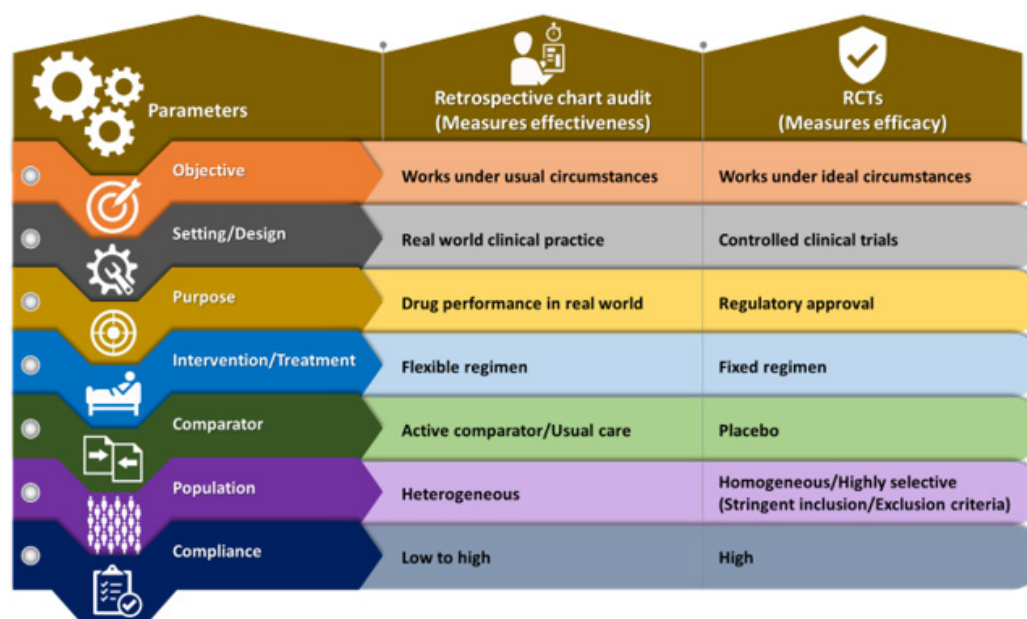 Parameters
Retrospective chart audit
(Measures effectiveness)
RCTs
(Measures efficacy)
Objective
Works under usual circumstances
Works under ideal circumstances
Setting/Design
Real world clinical practice
Controlled clinical trials
Purpose
Drug performance in real world
Regulatory approval
Intervention/Treatment
Flexible regimen
Fixed regimen
Comparator
Active comparator/Usual care
Placebo
Population
Heterogeneous
Homogeneous/Highly selective
(Stringent inclusion/Exclusion criteria)
Compliance
Low to high
High